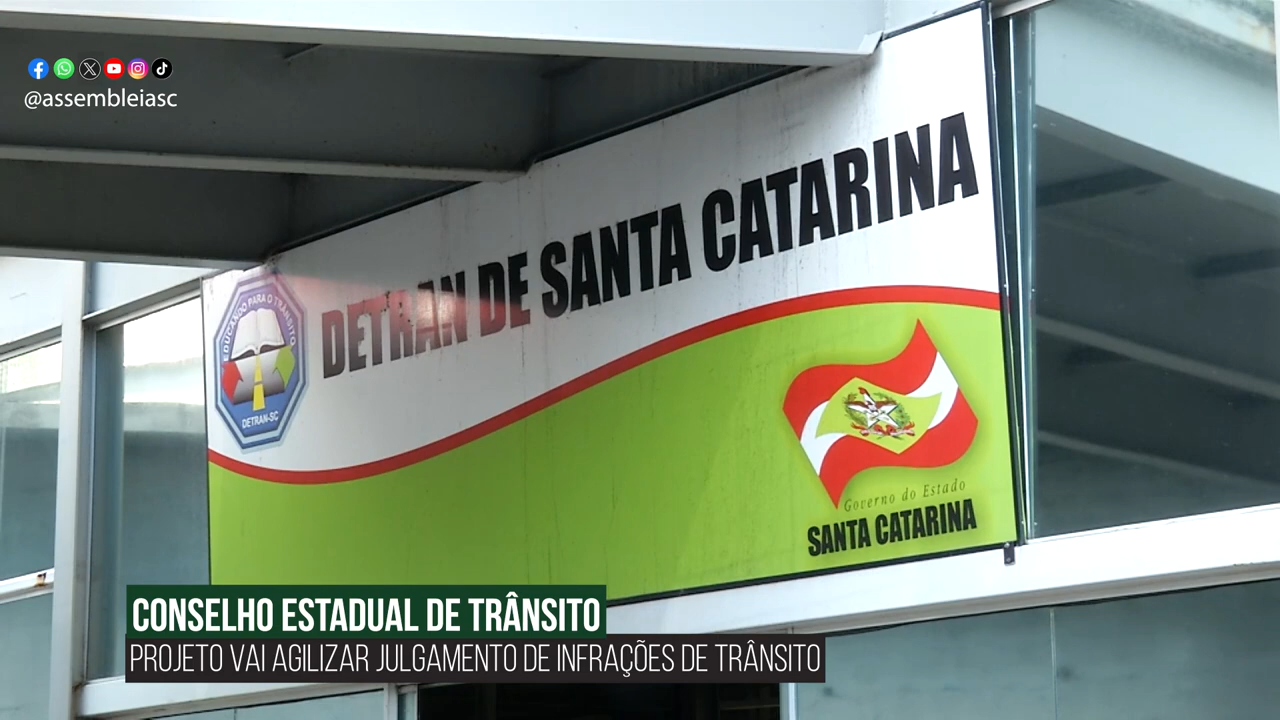 @assembleiasc
DETRAN DE SANTA CATARINA
EDUCANDO PARA O TRÂNSITO
DETRAN-SC
Governo do Estado
SANTA CATARINA
CONSELHO ESTADUAL DE TRÂNSITO
PROJETO VAI AGILIZAR JULGAMENTO DE INFRAÇÕES DE TRÂNSITO